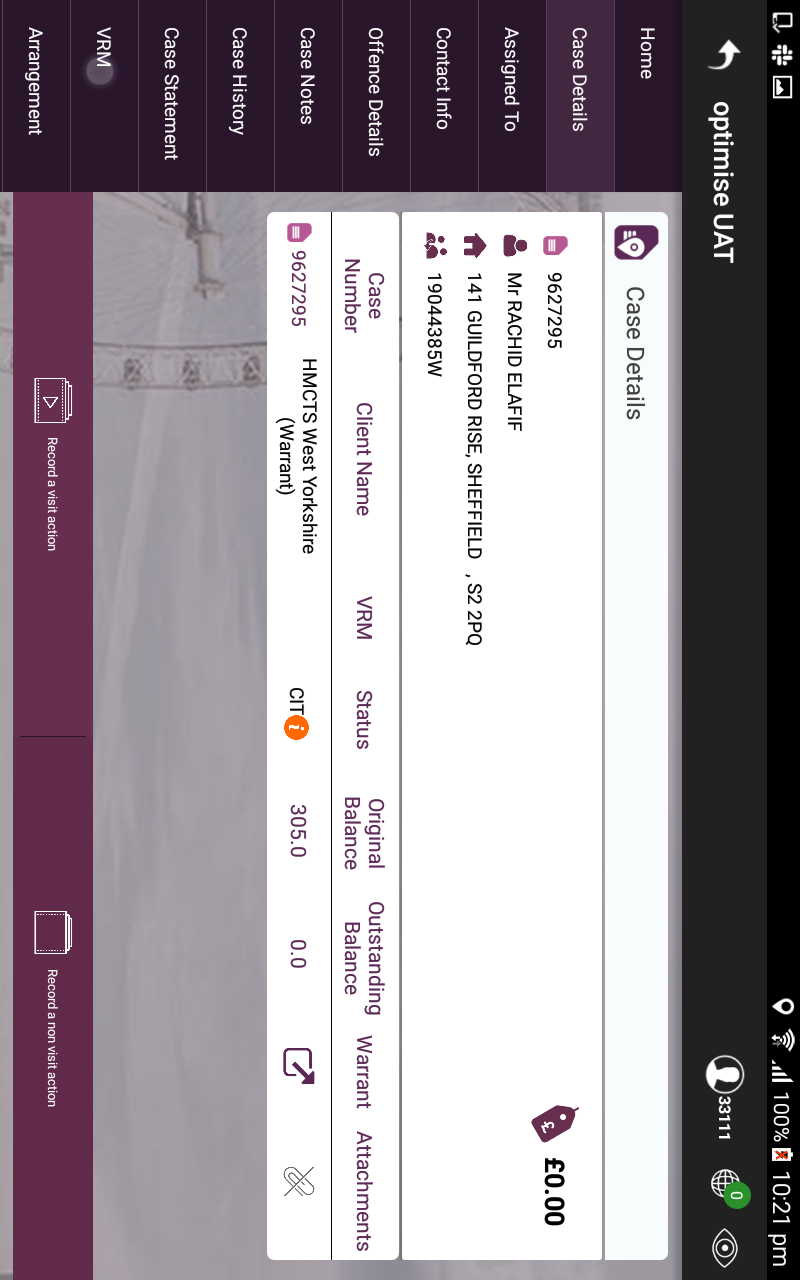 100% 10:21 pm
optimise UAT
33111
0
Home
Case Details
Assigned To
Contact Info
Offence Details
Case Notes
Case History
Case Statement
VRM
Arrangement
Case Details
9627295
£0.00
Mr RACHID ELAFIF
141 GUILDFORD RISE, SHEFFIELD , S2 2PQ
19044385W
Case Number
Client Name
VRM
Status
Original Balance
Outstanding Balance
Warrant
Attachments
9627295
HMCTS West Yorkshire
(Warrant)
CIT
305.0
0.0
Record a visit action
Record a non visit action